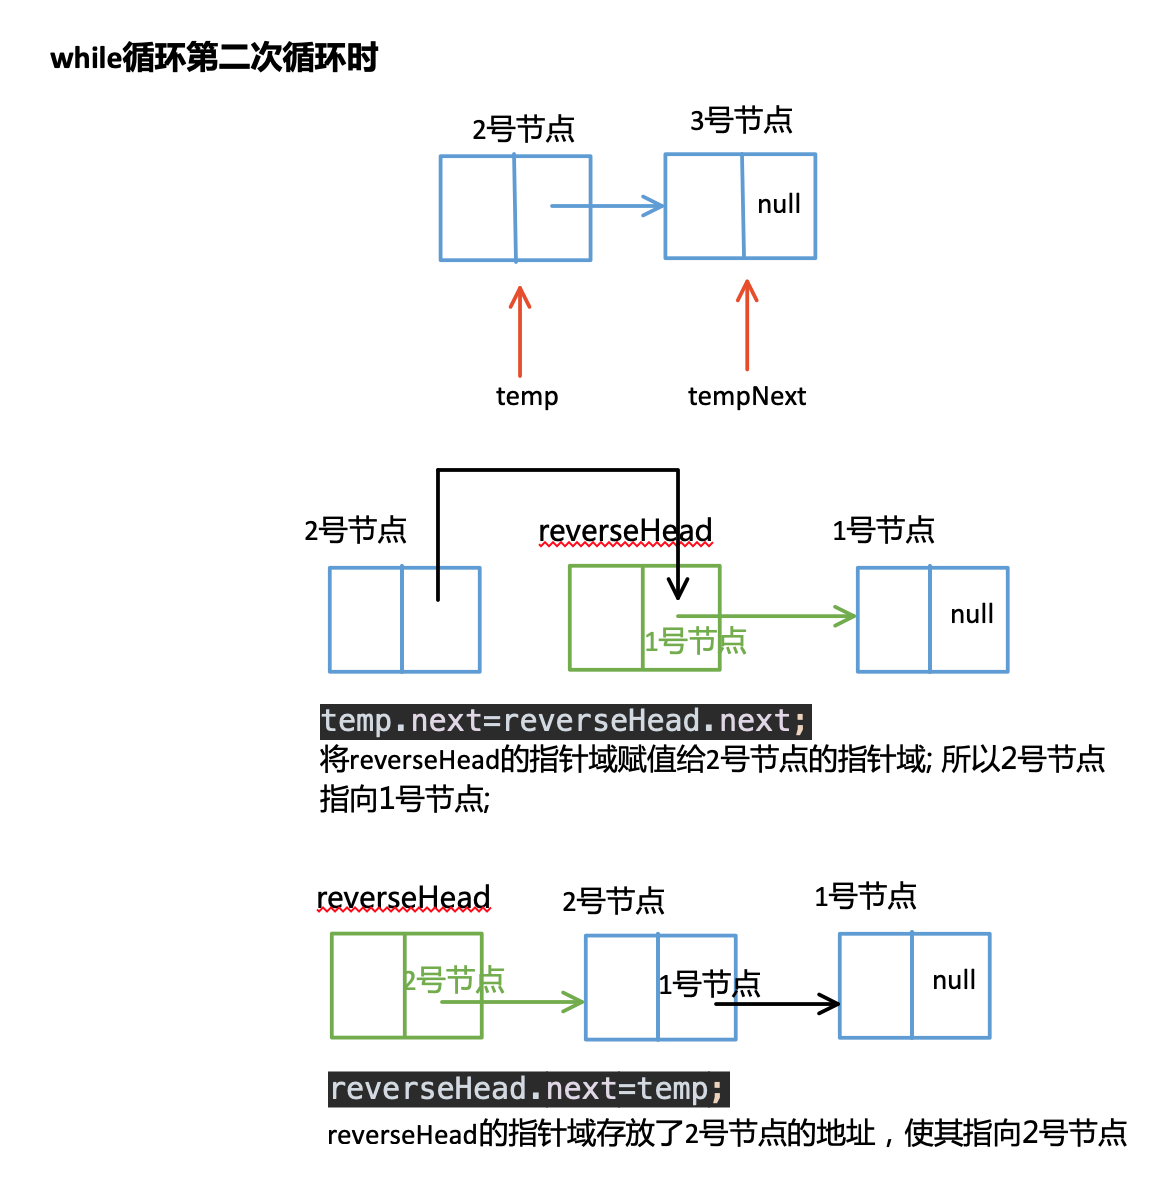 while循环第二次循环时
2号节点
3号节点
null
temp
tempNext
2号节点
reverseHead
1号节点
null
1号节点
temp.next=reverseHead.next;
将reverseHead的指针域赋值给2号节点的指针域; 所以2号节点
指向1号节点;
reverseHead
2号节点
1号节点
2号节点
1号节点
null
reverseHead.next=temp;
reverseHead的指针域存放了2号节点的地址，使其指向2号节点